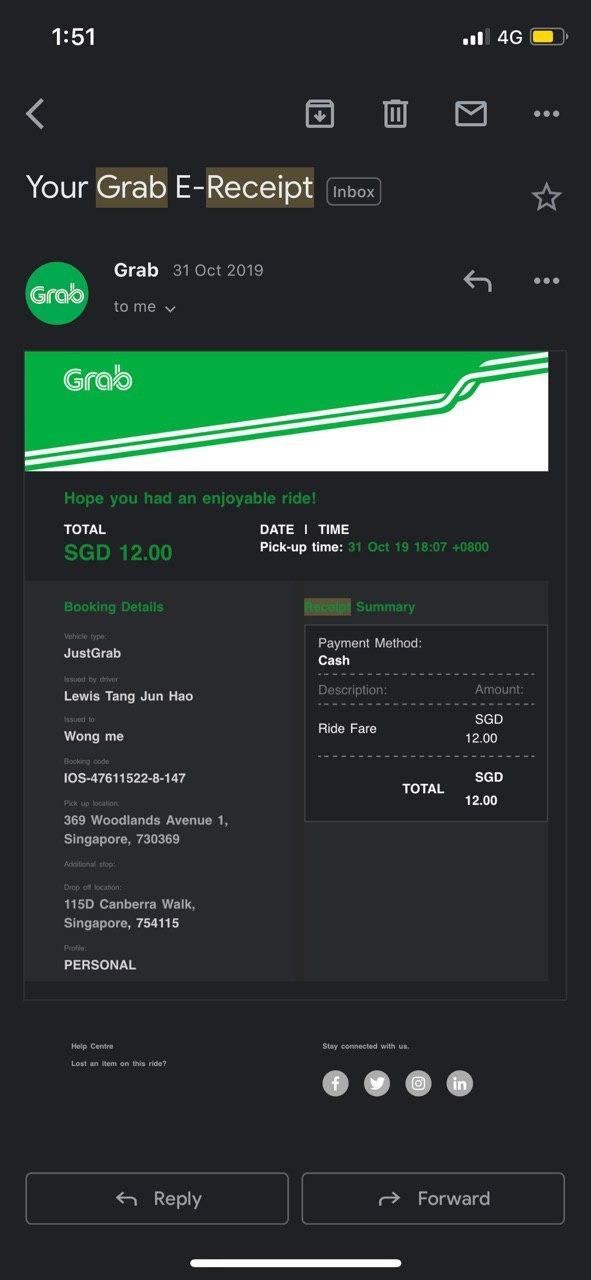 1:51
4G
Your Grab E-Receipt Inbox
Grab 31 Oct 2019
Grab
to me
Grab
Hope you had an enjoyable ride!
TOTAL
SGD 12.00
DATE | TIME
Pick-up time: 31 Oct 19 18:07 +0800
Booking Details
Vehicle type:
JustGrab
Issued by driver
Lewis Tang Jun Hao
Issued to
Wong me
Booking code
IOS-47611522-8-147
Pick up location:
369 Woodlands Avenue 1,
Singapore, 730369
Additional stop:
Drop off location:
115D Canberra Walk,
Singapore, 754115
Profile:
PERSONAL
Receipt Summary
Payment Method:
Cash
Description: Amount:
Ride Fare SGD
12.00
TOTAL SGD
12.00
Help Centre
Lost an item on this ride?
Stay connected with us.
Reply
Forward